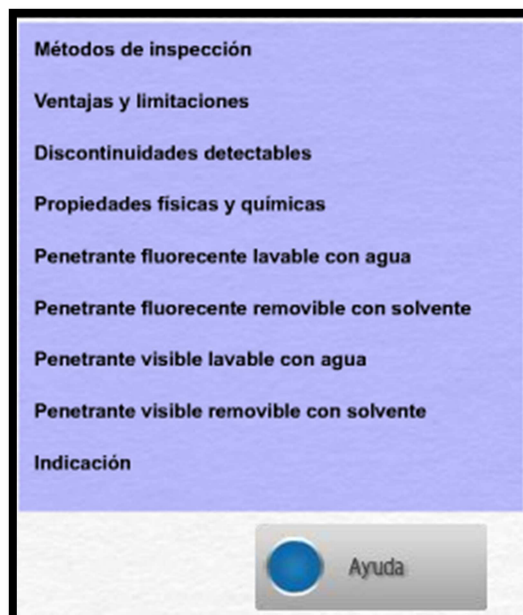 Métodos de inspección
Ventajas y limitaciones
Discontinuidades detectables
Propiedades físicas y químicas
Penetrante fluorecente lavable con agua
Penetrante fluorecente removible con solvente
Penetrante visible lavable con agua
Penetrante visible removible con solvente
Indicación
Ayuda